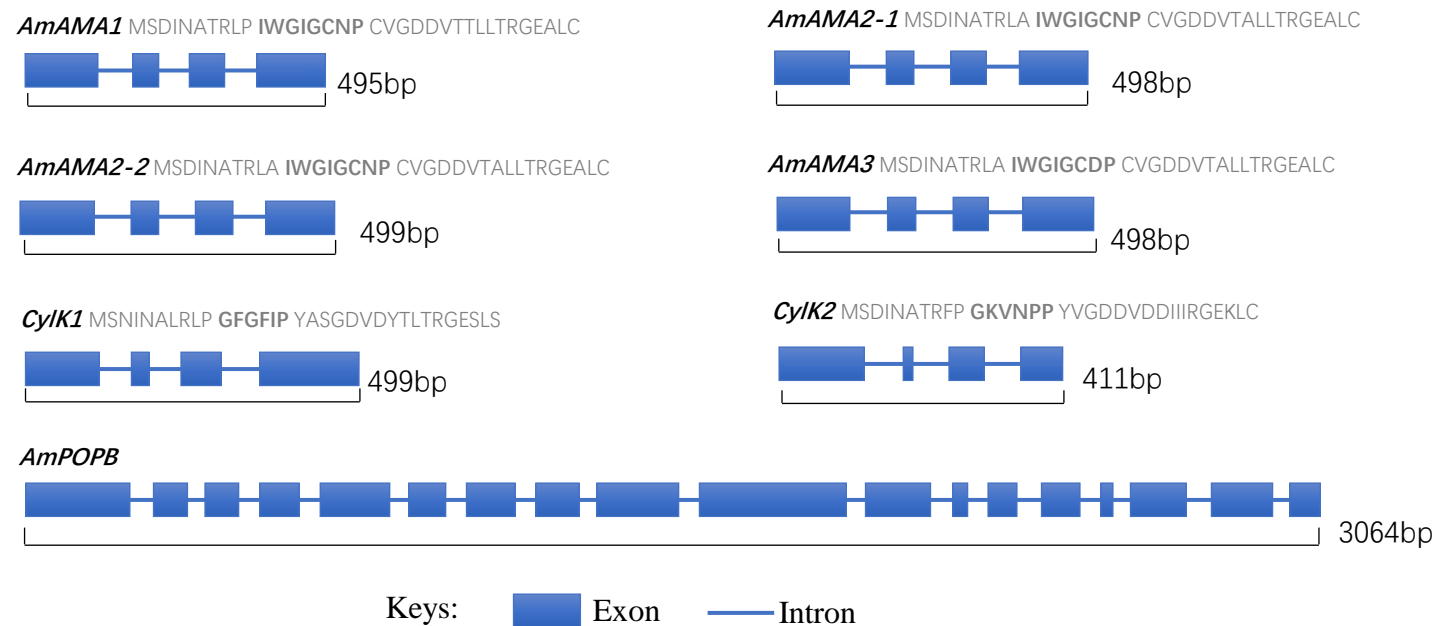 AmAMA1 MSDINATRLP IWGIGCNP CVGDDVTTLLTRGEALC
495bp
AmAMA2-1 MSDINATRLA IWGIGCNP CVGDDVTALLTRGEALC
498bp
AmAMA2-2 MSDINATRLA IWGIGCNP CVGDDVTALLTRGEALC
499bp
AmAMA3 MSDINATRLA IWGIGCDP CVGDDVTALLTRGEALC
498bp
CylK1 MSNINALRLP GFGFIP YASGDVDYTLTRGESLS
499bp
CylK2 MSDINATRFP GKVNPP YVGDDVDDIIIRGEKLC
411bp
AmPOPB
3064bp
Keys: Exon Intron